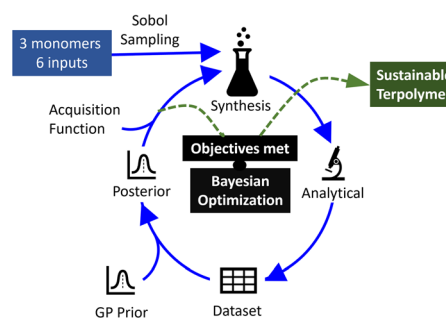 Sobol
Sampling
3 monomers
6 inputs
Synthesis
Sustainable
Acquisition
Function
Objectives met
Bayesian
Optimization
Posterior
Analytical
GP Prior
Dataset